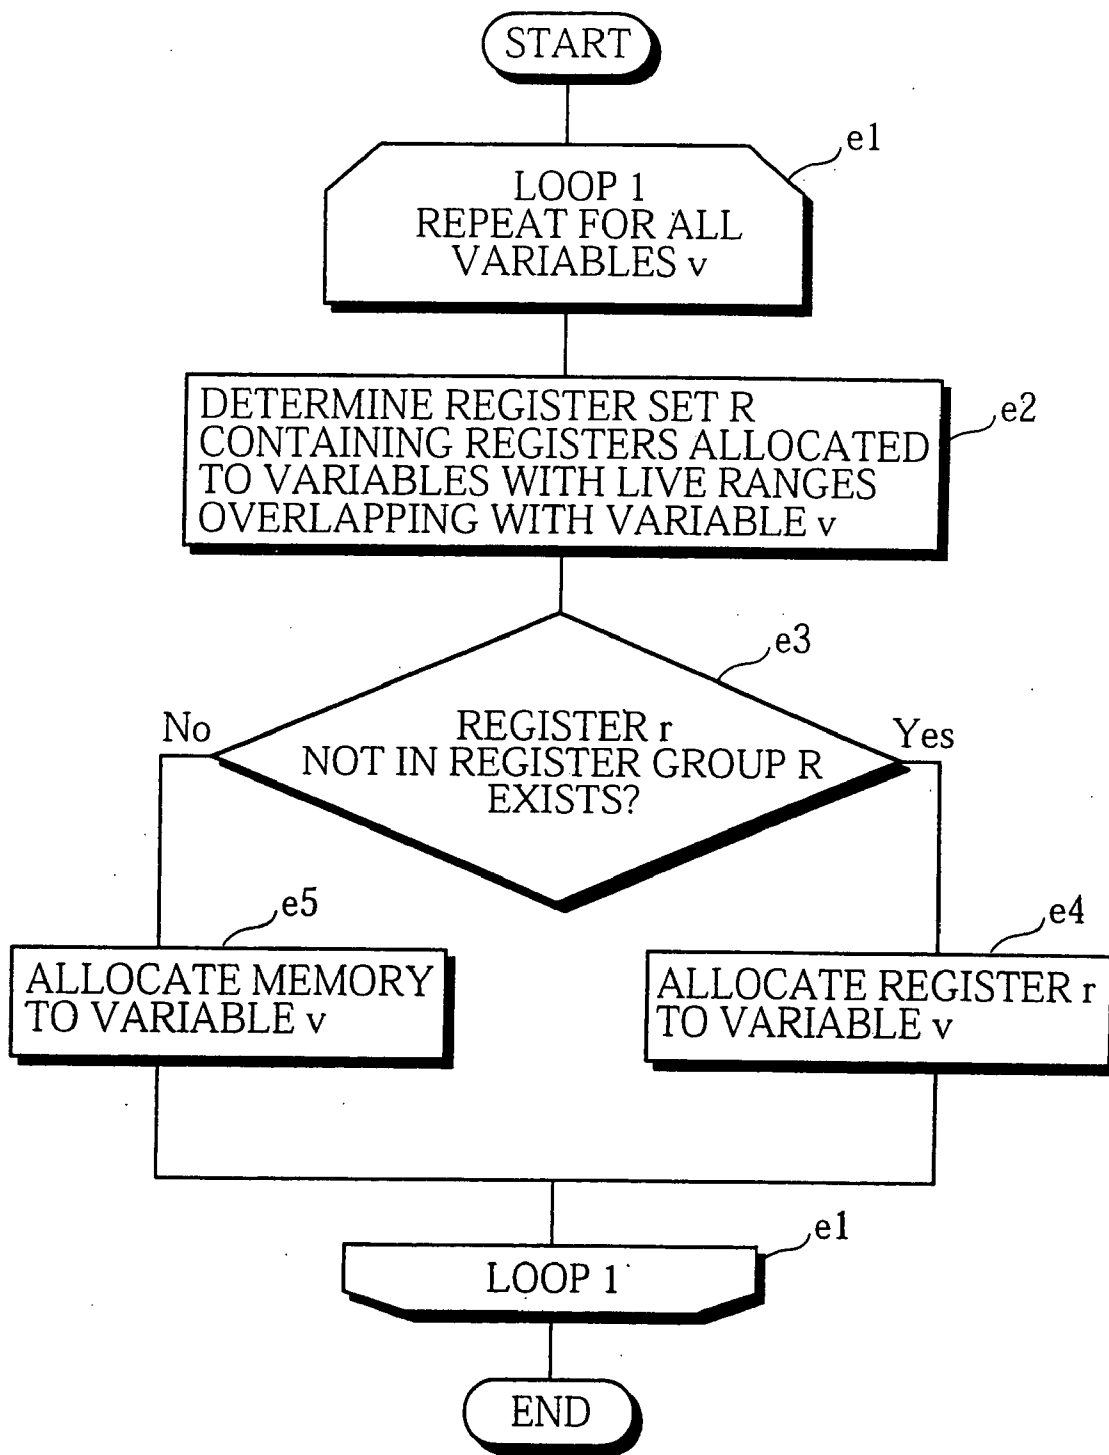 START
e1
LOOP 1
REPEAT FOR ALL
VARIABLES v
e2
DETERMINE REGISTER SET R
CONTAINING REGISTERS ALLOCATED
TO VARIABLES WITH LIVE RANGES
OVERLAPPING WITH VARIABLE v
e3
No
Yes
REGISTER r
NOT IN REGISTER GROUP R
EXISTS?
e5
ALLOCATE MEMORY
TO VARIABLE v
e4
ALLOCATE REGISTER r
TO VARIABLE v
e1
LOOP 1
END